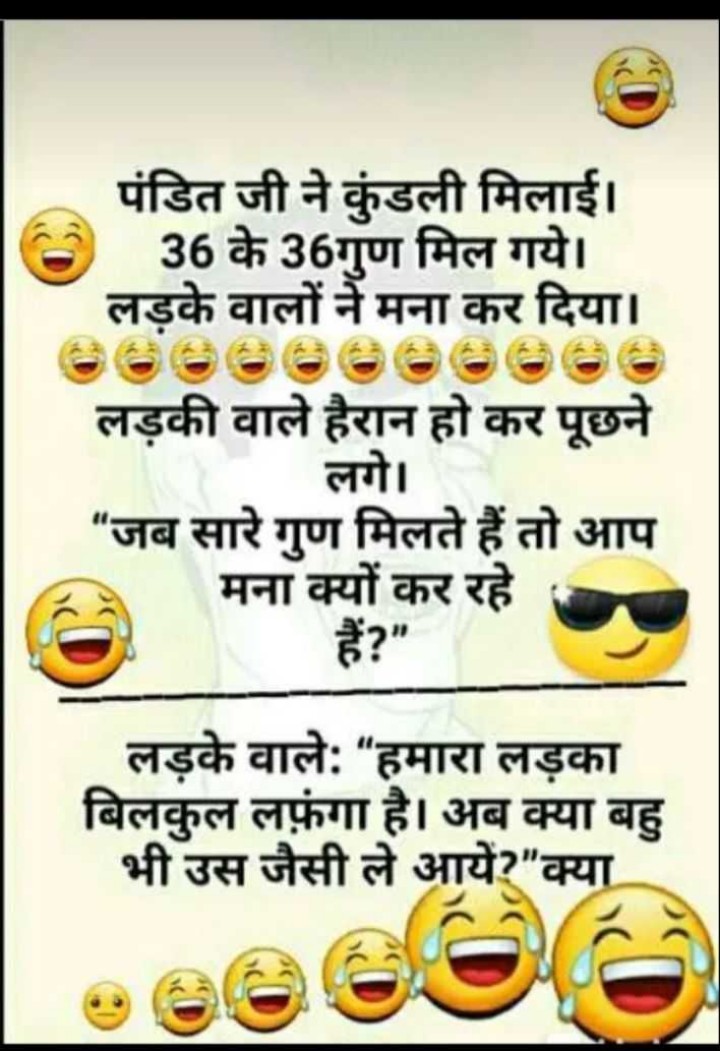 पंडित जी ने कुंडली मिलाई।
36 के 36गुण मिल गये।
लड़के वालों ने मना कर दिया।
लड़की वाले हैरान हो कर पूछने
लगे।
"जब सारे गुण मिलते हैं तो आप
मना क्यों कर रहे
हैं?"
लड़के वाले: "हमारा लड़का
बिलकुल लफ़ंगा है। अब क्या बहु
भी उस जैसी ले आयें?"क्या